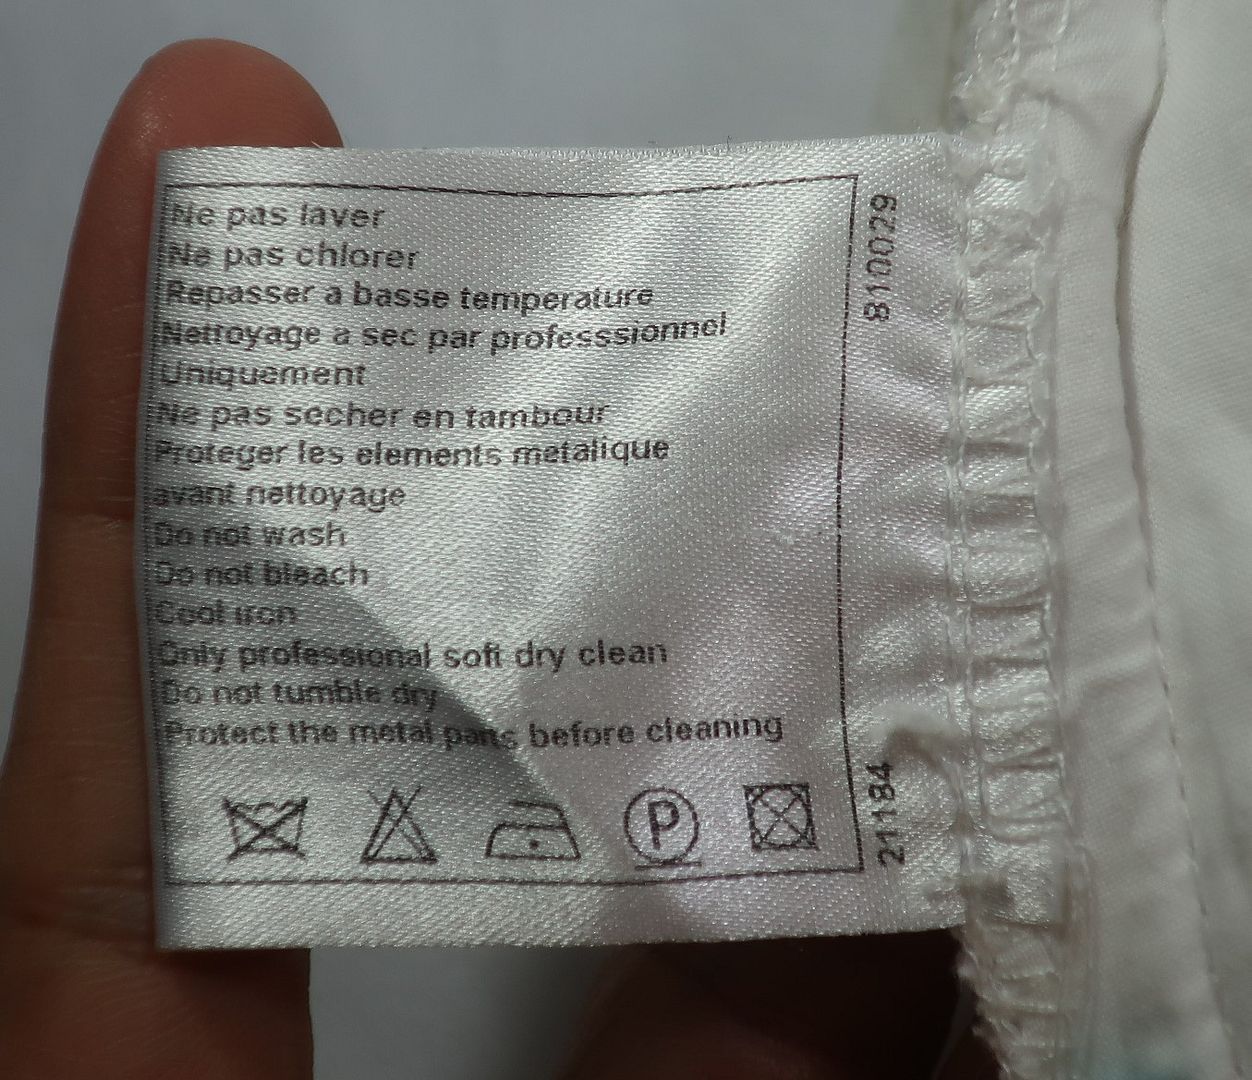 Ne pas laver
Ne pas chlorer
Repasser a basse temperature
Nettoyage a sec par professsionnel
Uniquement
Ne pas secher en tambour
Proteger les elements metalique
avant nettoyage
Do not wash
Do not bleach
Cool iron
Only professional soft dry clean
Do not tumble dry
Protect the metal parts before cleaning
P
810029
21184